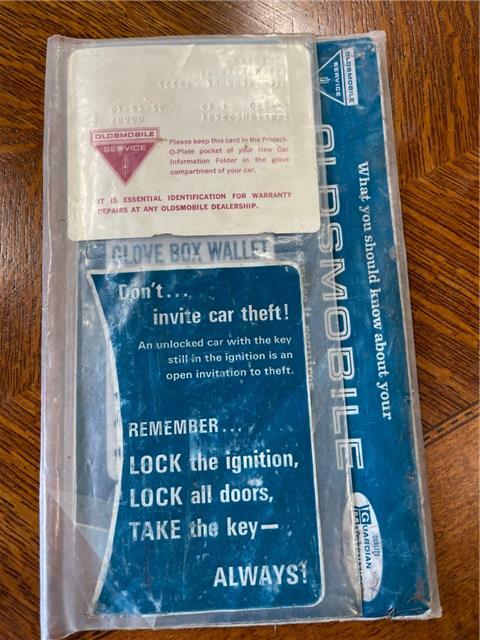 OLDSMOBILE
SERVICE
Please keep this card in the Protect-
O-Plate pocket of your New Car
Information Folder in the glove
compartment of your car.
IT IS ESSENTIAL IDENTIFICATION FOR WARRANTY
REPAIRS AT ANY OLDSMOBILE DEALERSHIP.
GLOVE BOX WALLET
Don't...
invite car theft!
An unlocked car with the key
still in the ignition is an
open invitation to theft.
REMEMBER...
LOCK the ignition,
LOCK all doors,
TAKE the key—
ALWAYS!
OLDSMOBILE
SERVICE
What you should know about your
OLDSMOBILE
GUARDIAN